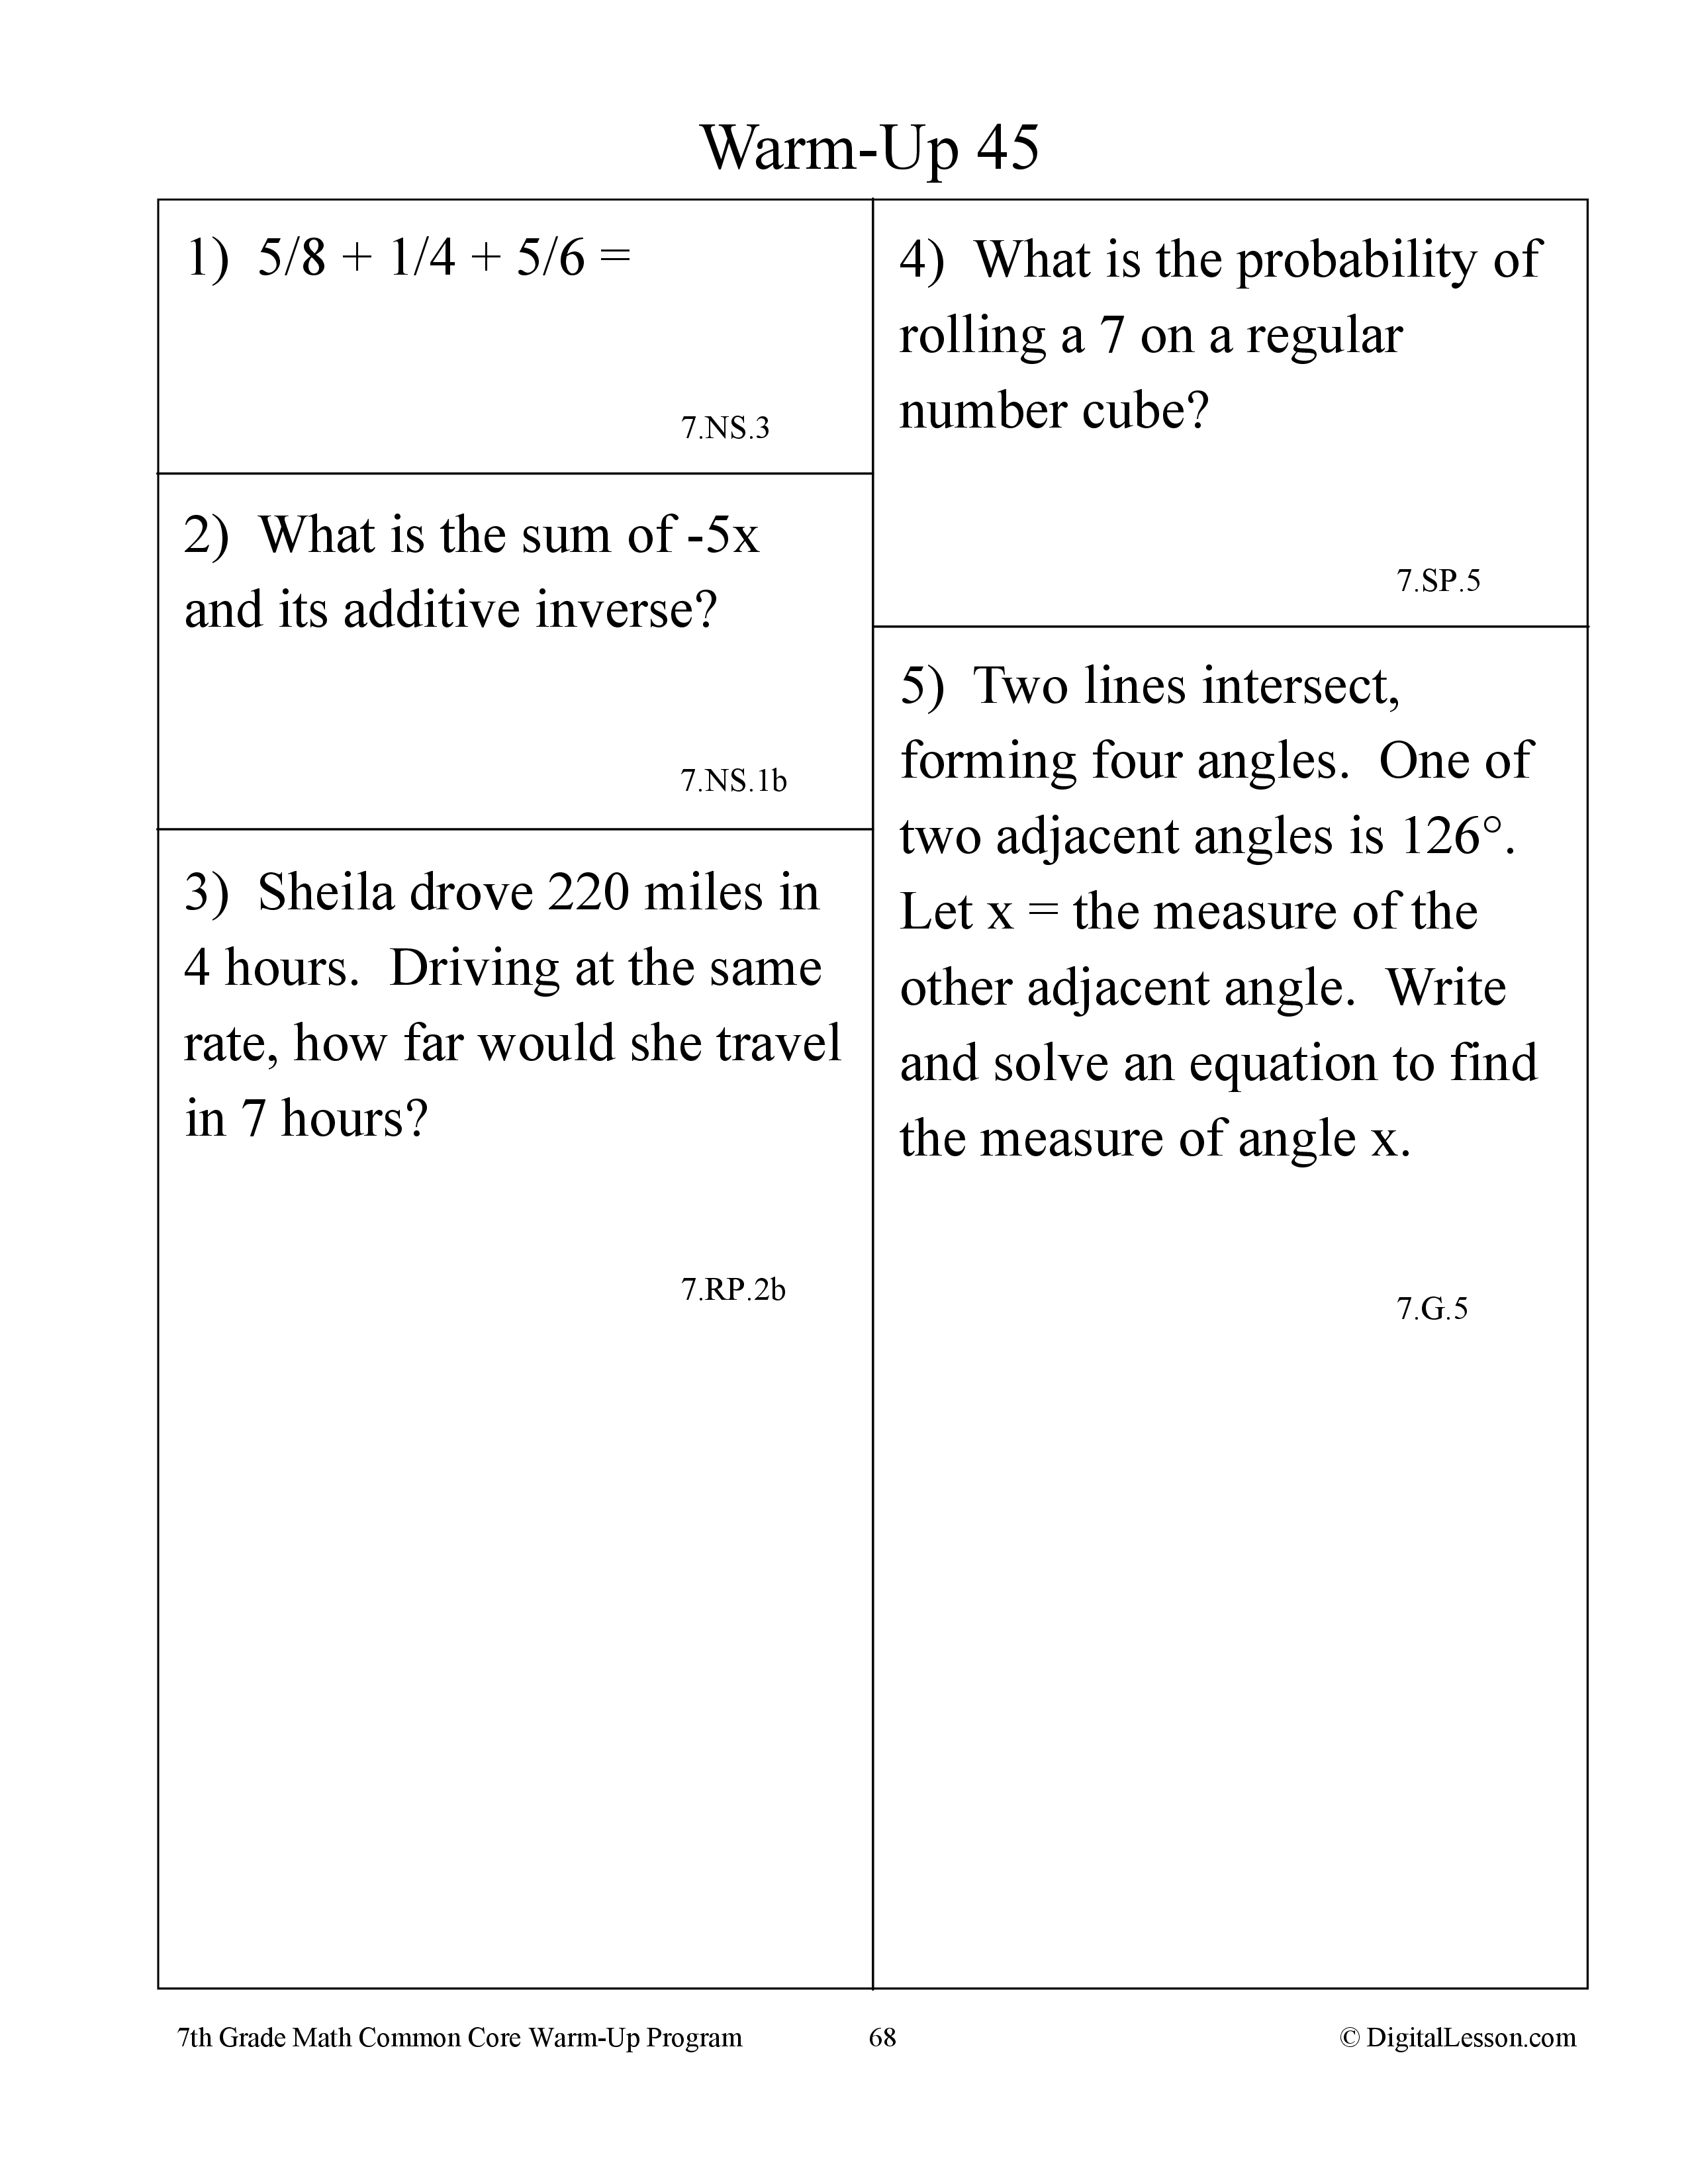 Warm-Up 45
1)  5/8 + 1/4 + 5/6 =
7.NS.3
2)  What is the sum of -5x
and its additive inverse?
7.NS.1b
3)  Sheila drove 220 miles in
4 hours.  Driving at the same
rate, how far would she travel
in 7 hours?
7.RP.2b
4)  What is the probability of
rolling a 7 on a regular
number cube?
7.SP.5
5)  Two lines intersect,
forming four angles.  One of
two adjacent angles is 126°.
Let x = the measure of the
other adjacent angle.  Write
and solve an equation to find
the measure of angle x.
7.G.5
7th Grade Math Common Core Warm-Up Program
68
© DigitalLesson.com